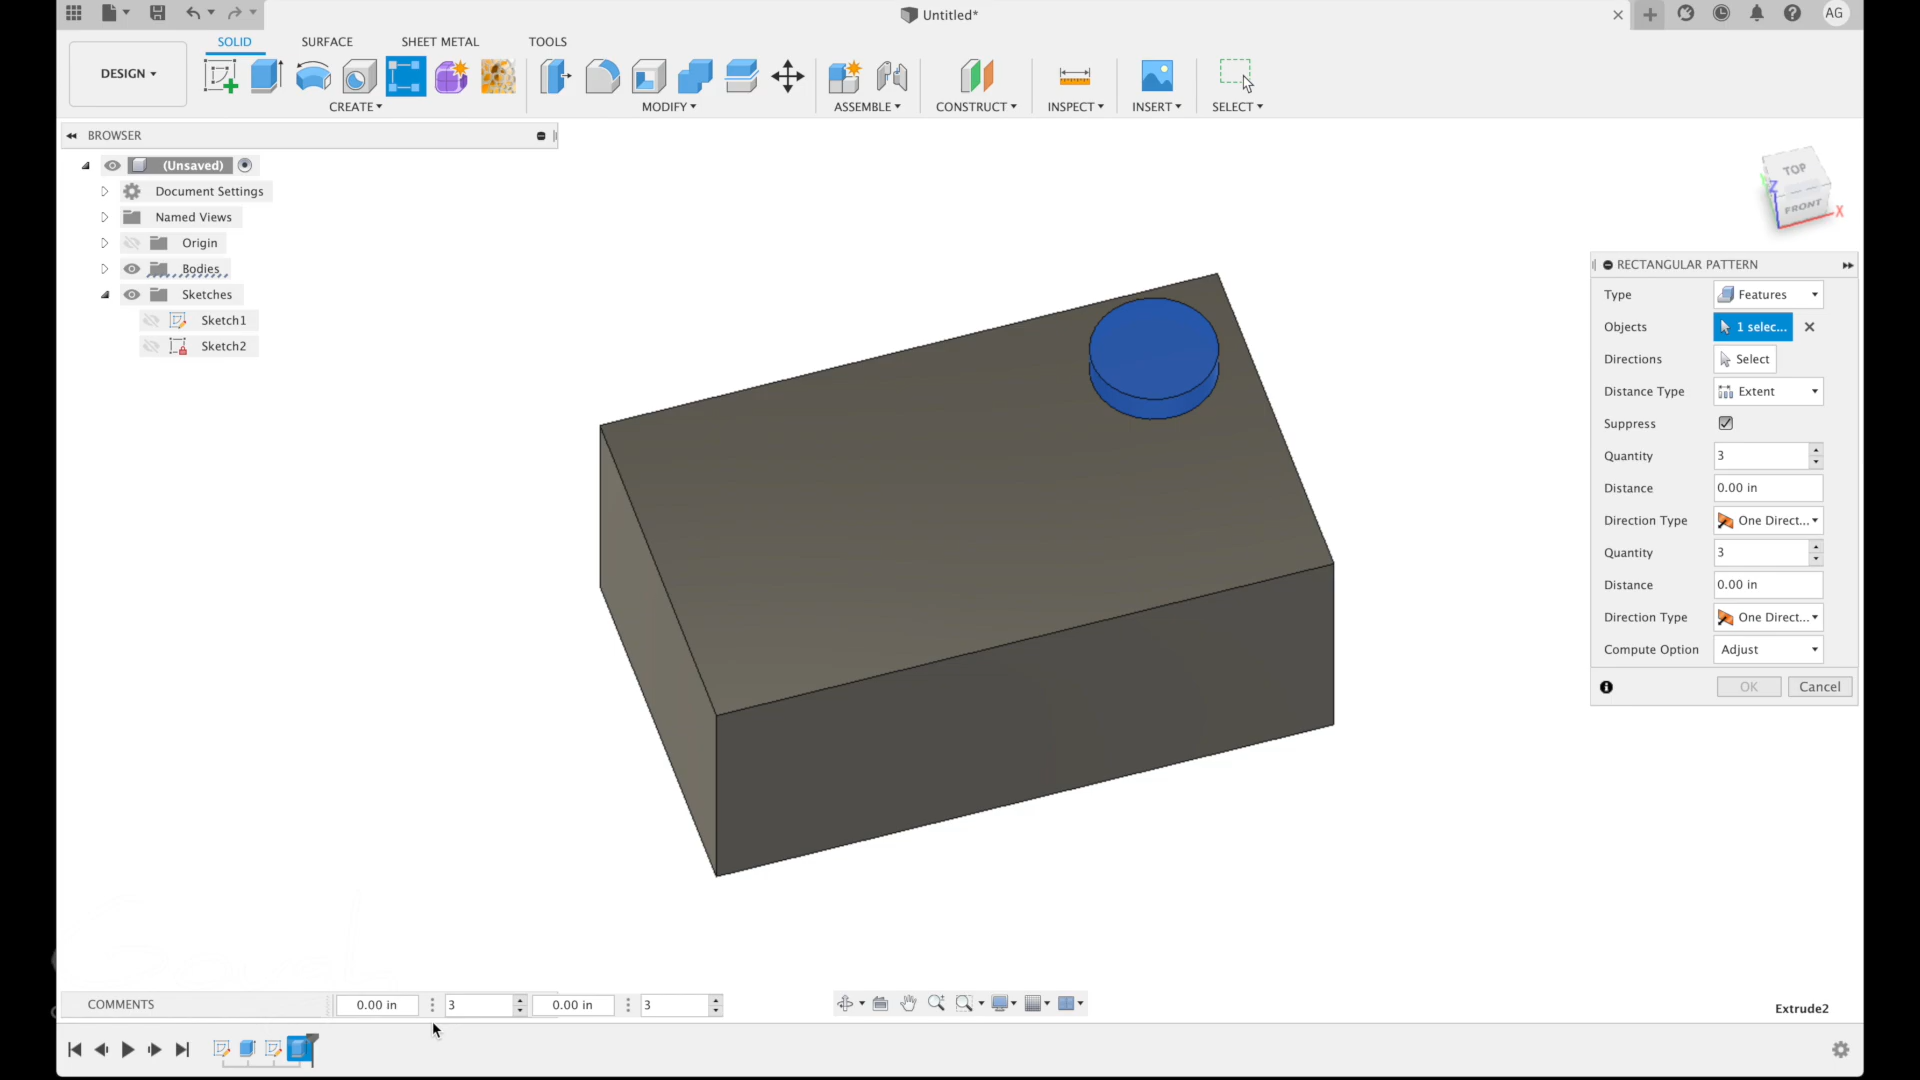 Untitled*
AG
DESIGN
SOLID
SURFACE
SHEET METAL
TOOLS
CREATE
MODIFY
ASSEMBLE
CONSTRUCT
INSPECT
INSERT
SELECT
BROWSER
(Unsaved)
Document Settings
Named Views
Origin
Bodies
Sketches
Sketch1
Sketch2
TOP
FRONT
Z
X
RECTANGULAR PATTERN
Type Features
Objects 1 selec...
Directions Select
Distance Type Extent
Suppress
Quantity 3
Distance 0.00 in
Direction Type One Direct...
Quantity 3
Distance 0.00 in
Direction Type One Direct...
Compute Option Adjust
OK Cancel
COMMENTS
0.00 in
3
0.00 in
3
Extrude2